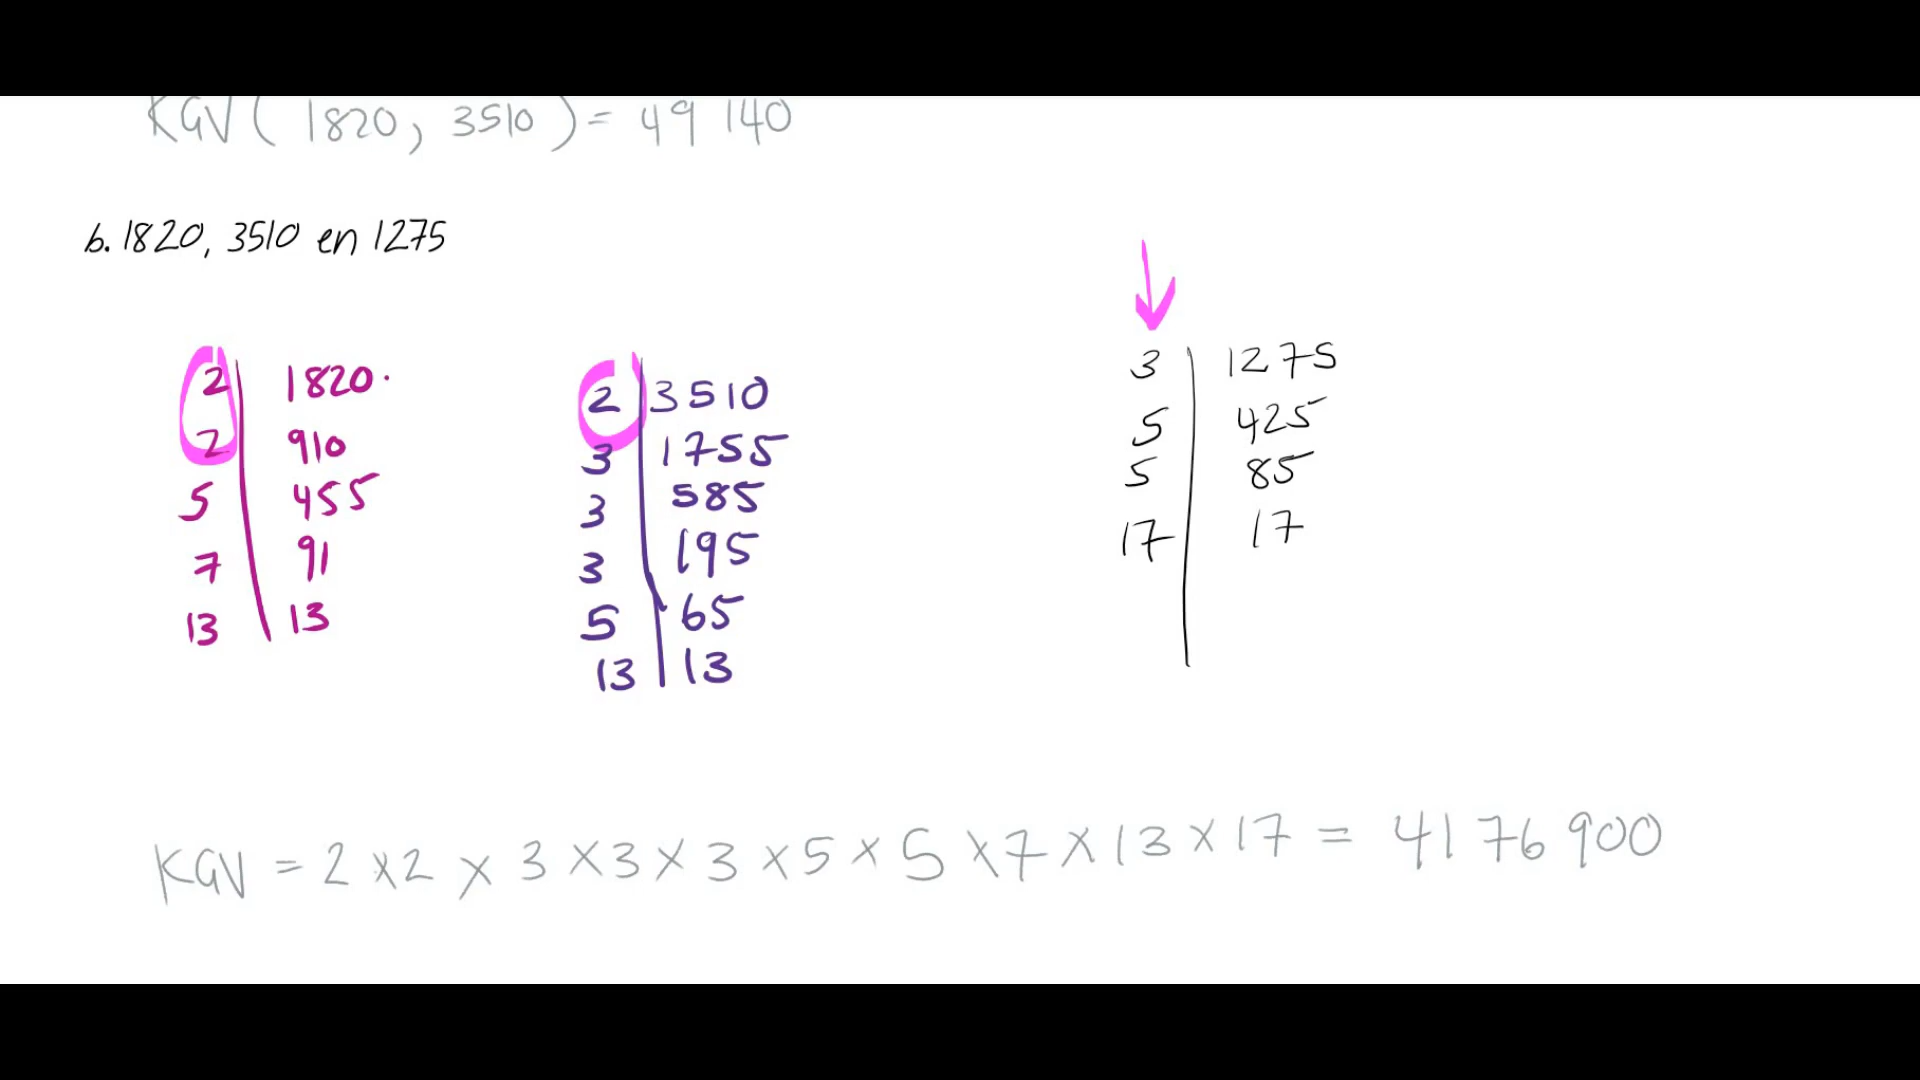 KGV ( 1820, 3510 ) = 49 140
b. 1820, 3510 en 1275
2 | 1820.
2 | 910
5 | 455
7 | 91
13 | 13
2 | 3510
3 | 1755
3 | 585
3 | 195
5 | 65
13 | 13
3 | 1275
5 | 425
5 | 85
17 | 17
KGV = 2 x 2 x 3 x 3 x 3 x 5 x 5 x 7 x 13 x 17 = 4176 900